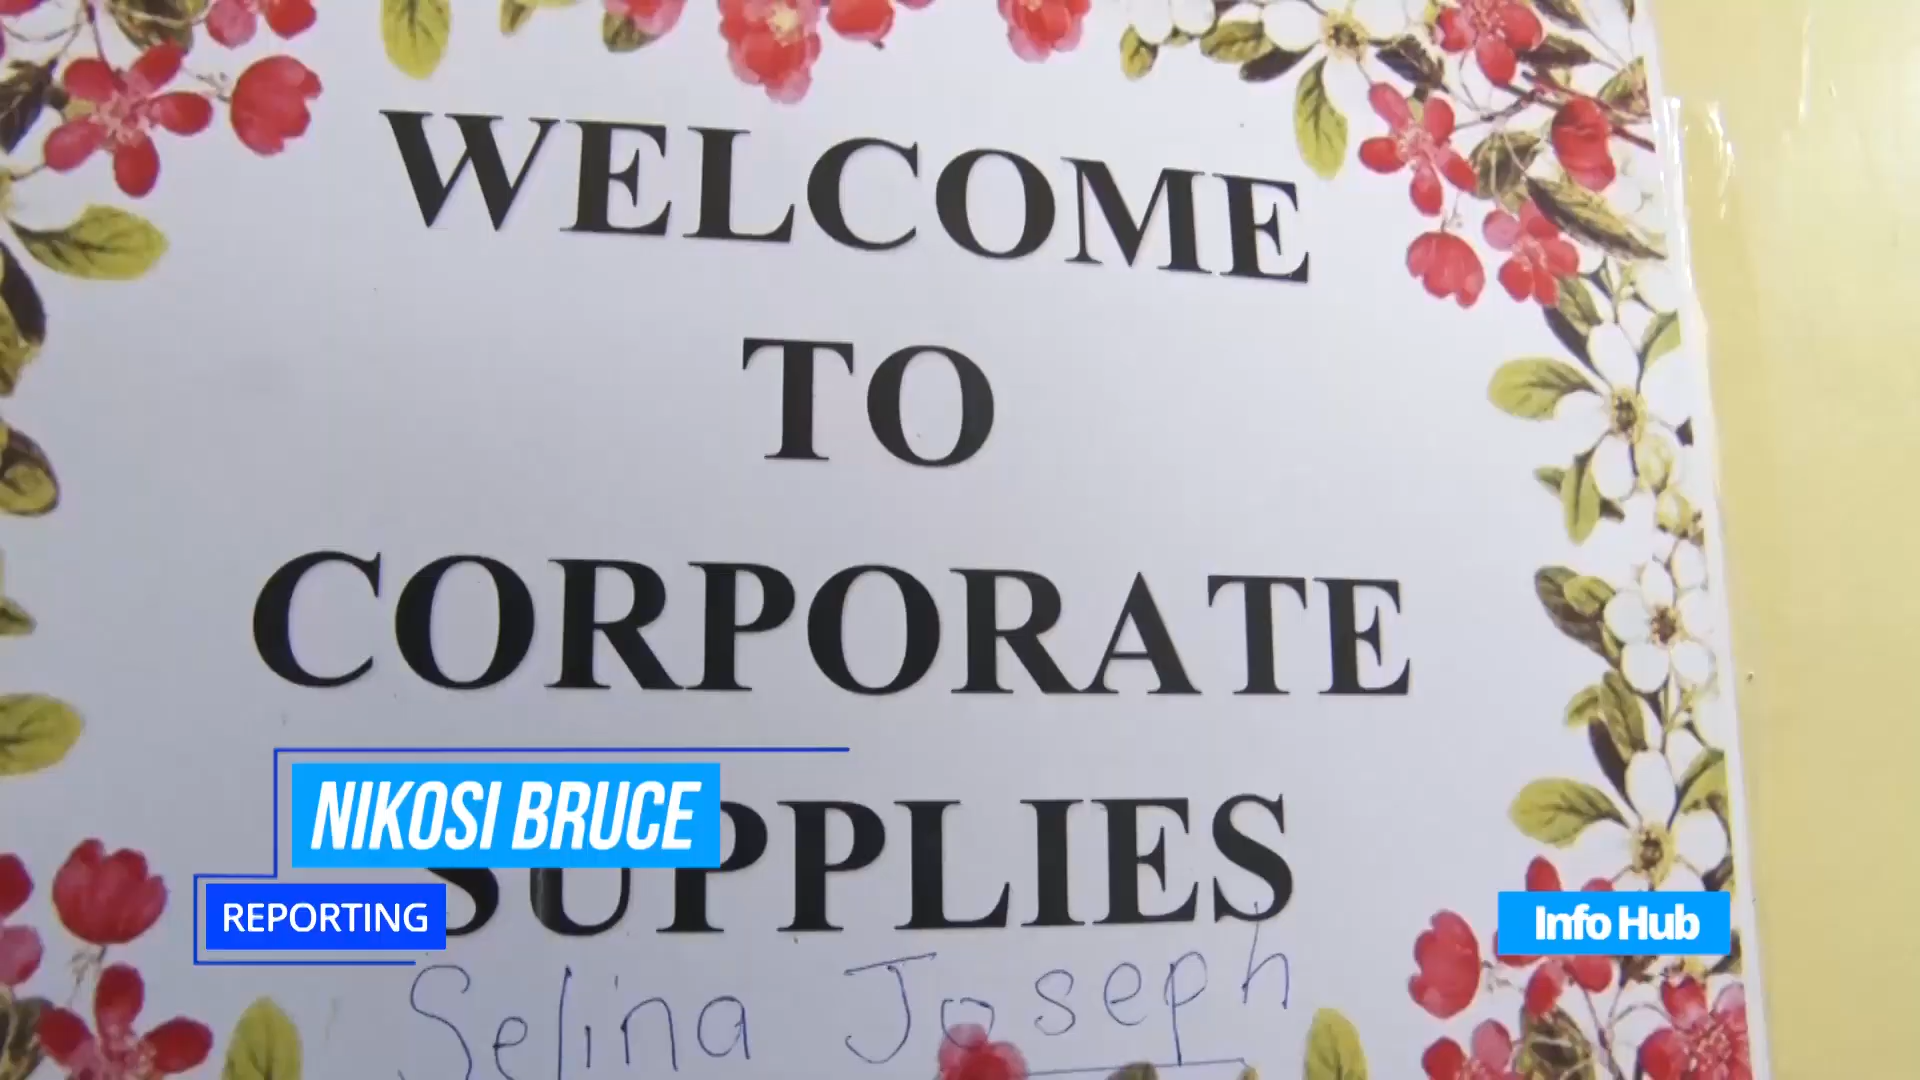 WELCOME
TO
CORPORATE
SUPPLIES
NIKOSI BRUCE
REPORTING
Info Hub
Selina Joseph